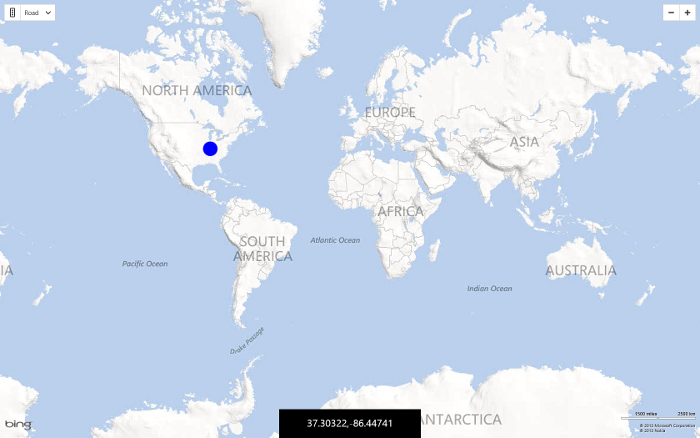 Road
NORTH AMERICA
EUROPE
ASIA
AFRICA
Atlantic Ocean
SOUTH
AMERICA
Pacific Ocean
IA
AUSTRALIA
Indian Ocean
Drake Passage
1500 miles 2500 km
37.30322,-86.44741
ANTARCTICA
bing
© 2013 Microsoft Corporation
© 2013 Nokia